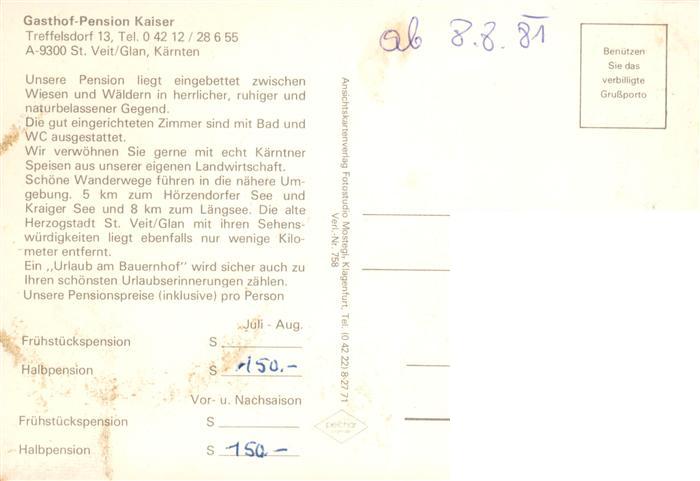 Gasthof-Pension Kaiser
Treffelsdorf 13, Tel. 0 42 12 / 28 6 55
A-9300 St. Veit/Glan, Kärnten
Unsere Pension liegt eingebettet zwischen
Wiesen und Wäldern in herrlicher, ruhiger und
naturbelassener Gegend.
Die gut eingerichteten Zimmer sind mit Bad und
WC ausgestattet.
Wir verwöhnen Sie gerne mit echt Kärntner
Speisen aus unserer eigenen Landwirtschaft.
Schöne Wanderwege führen in die nähere Um-
gebung. 5 km zum Hörzendorfer See und
Kraiger See und 8 km zum Längsee. Die alte
Herzogstadt St. Veit/Glan mit ihren Sehens-
würdigkeiten liegt ebenfalls nur wenige Kilo-
meter entfernt.
Ein „Urlaub am Bauernhof" wird sicher auch zu
Ihren schönsten Urlaubserinnerungen zählen.
Unsere Pensionspreise (inklusive) pro Person
Juli - Aug.
Frühstückspension S
Halbpension S 150.-
Vor- u. Nachsaison
Frühstückspension S
Halbpension S 150-
Ansichtskartenverlag Fotostudio Mostegl, Klagenfurt, Tel. (0 42 22) 8-27 71
Verl.-Nr. 758
ab 8.8.81
Benützen
Sie das
verbilligte
Grußporto